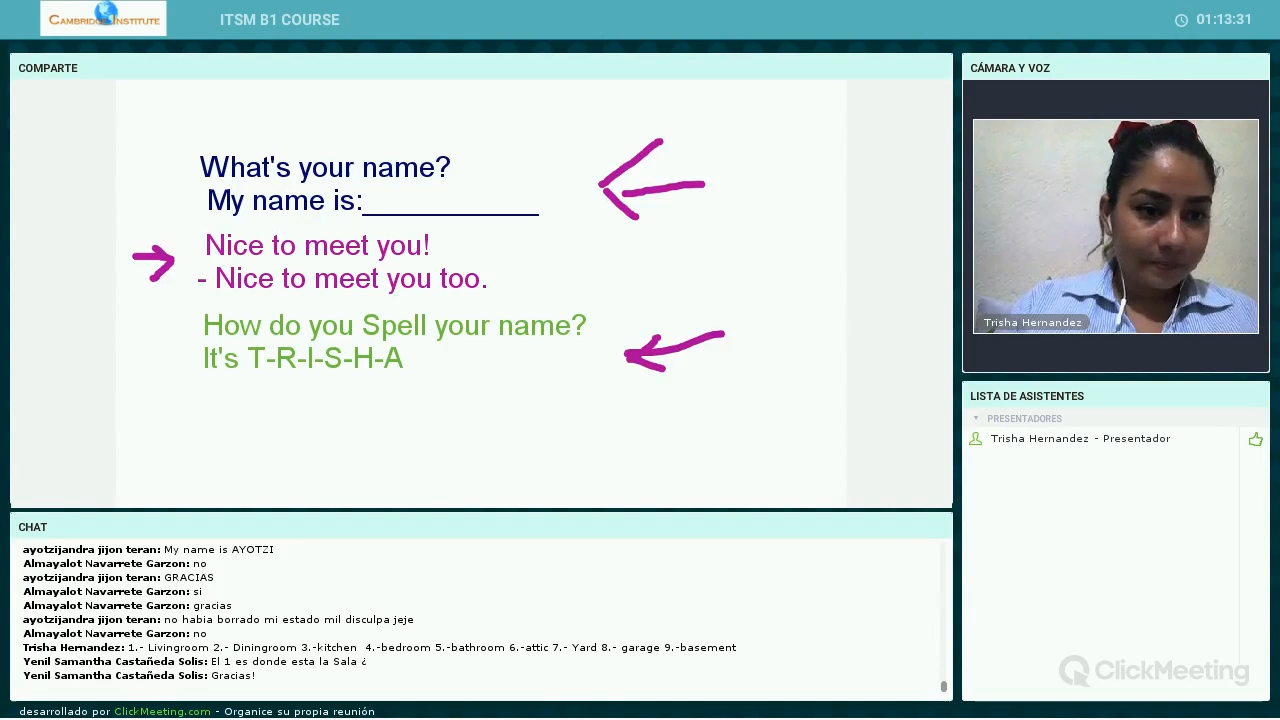 CAMBRIDGE INSTITUTE
ITSM B1 COURSE
01:13:31
COMPARTE
What's your name?
My name is:___________
Nice to meet you!
- Nice to meet you too.
How do you Spell your name?
It's T-R-I-S-H-A
CÁMARA Y VOZ
Trisha Hernandez
LISTA DE ASISTENTES
PRESENTADORES
Trisha Hernandez - Presentador
ClickMeeting
CHAT
ayotzijandra jijon teran: My name is AYOTZI
Almayalot Navarrete Garzon: no
ayotzijandra jijon teran: GRACIAS
Almayalot Navarrete Garzon: si
Almayalot Navarrete Garzon: gracias
ayotzijandra jijon teran: no habia borrado mi estado mil disculpa jeje
Almayalot Navarrete Garzon: no
Trisha Hernandez: 1.- Livingroom 2.- Diningroom 3.-kitchen  4.-bedroom 5.-bathroom 6.-attic 7.- Yard 8.- garage 9.-basement
Yenil Samantha Castañeda Solis: El 1 es donde esta la Sala ¿
Yenil Samantha Castañeda Solis: Gracias!
desarrollado por ClickMeeting.com - Organice su propia reunión